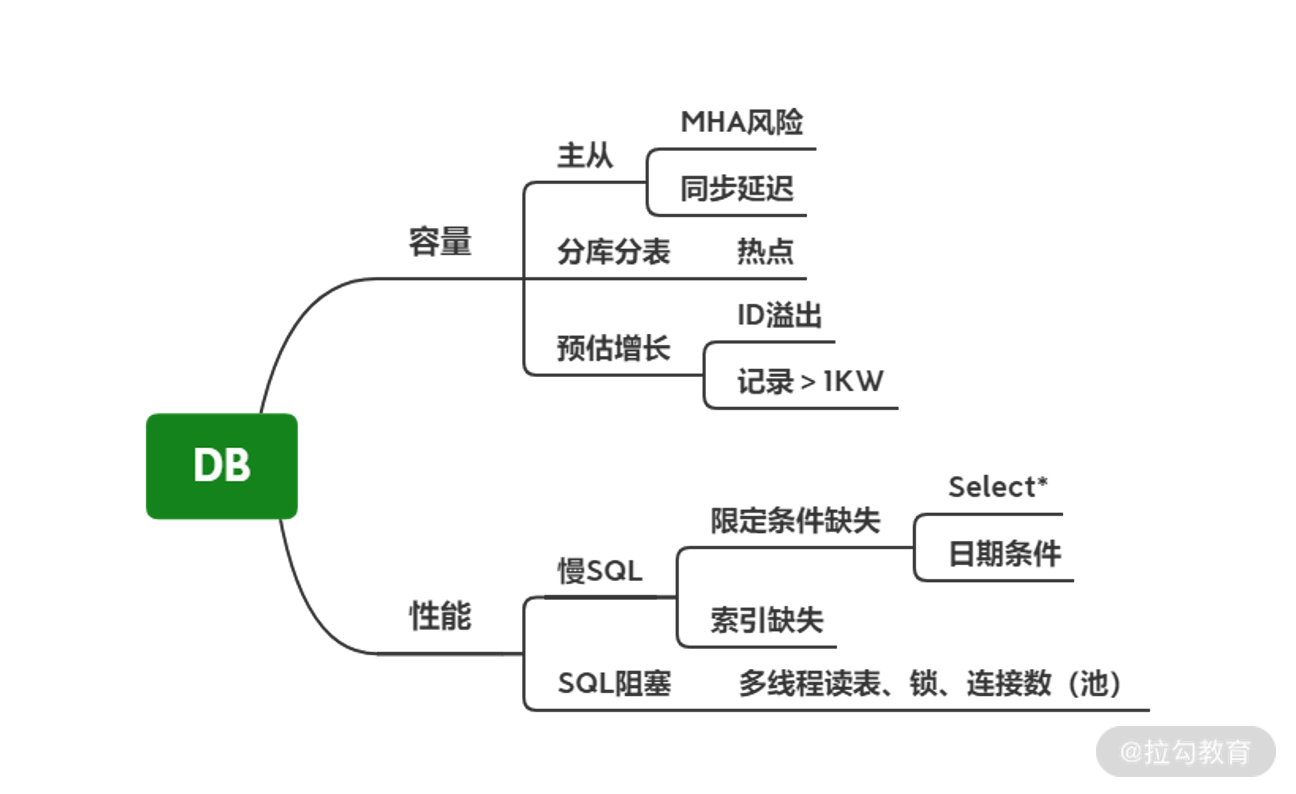 MHA风险
主从
同步延迟
容量
分库分表 热点
ID溢出
预估增长
记录 > 1KW
DB
Select*
限定条件缺失
日期条件
慢SQL
性能
索引缺失
SQL阻塞 多线程读表、锁、连接数（池）
@拉勾教育